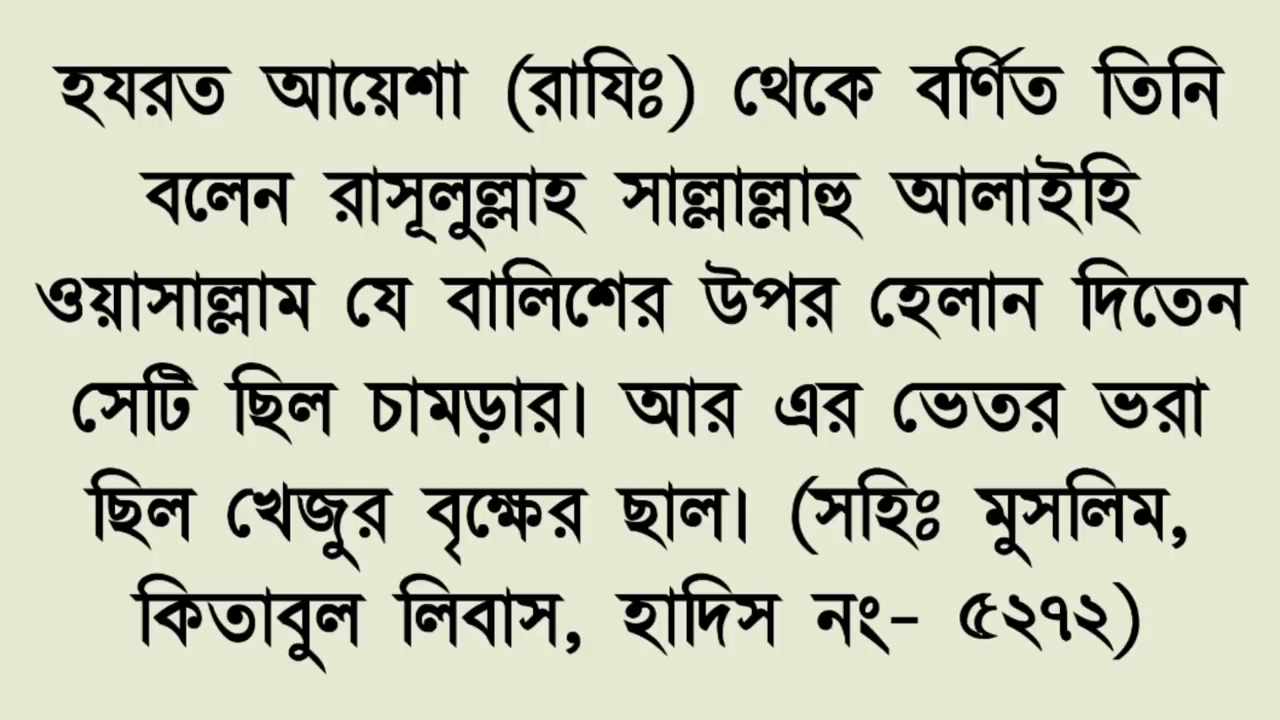 হযরত আয়েশা (রাযিঃ) থেকে বর্ণিত তিনি
বলেন রাসূলুল্লাহ সাল্লাল্লাহু আলাইহি
ওয়াসাল্লাম যে বালিশের উপর হেলান দিতেন
সেটি ছিল চামড়ার। আর এর ভেতর ভরা
ছিল খেজুর বৃক্ষের ছাল। (সহিঃ মুসলিম,
কিতাবুল লিবাস, হাদিস নং- ৫২৭২)